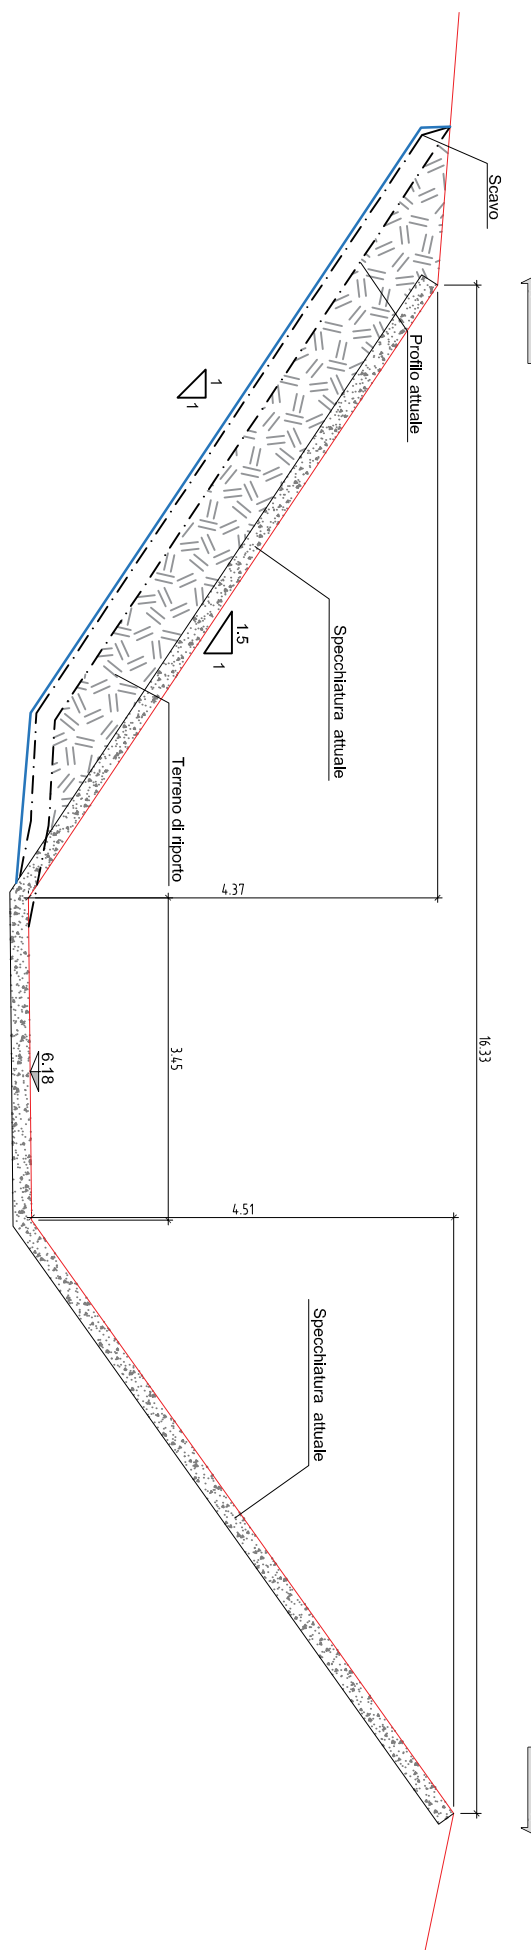 Scavo
Profilo attuale
1
1
Specchiatura attuale
1.5
1
Terreno di riporto
4.37
16.33
3.45
6.18
4.51
Specchiatura attuale